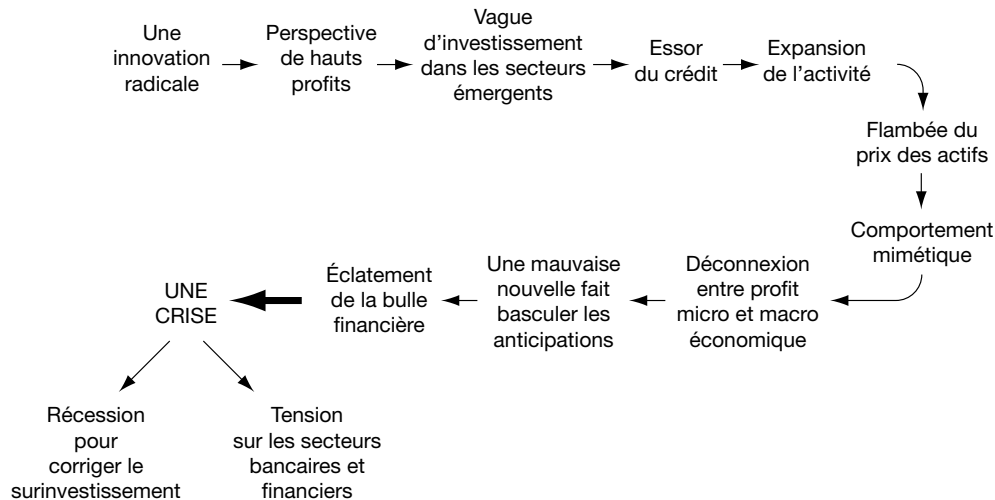 Une
innovation
radicale
Perspective
de hauts
profits
Vague
d'investissement
dans les secteurs
émergents
Essor
du crédit
Expansion
de l'activité
Flambée du
prix des actifs
Comportement
mimétique
Déconnexion
entre profit
micro et macro
économique
Une mauvaise
nouvelle fait
basculer les
anticipations
Éclatement
de la bulle
financière
UNE
CRISE
Récession
pour
corriger le
surinvestissement
Tension
sur les secteurs
bancaires et
financiers